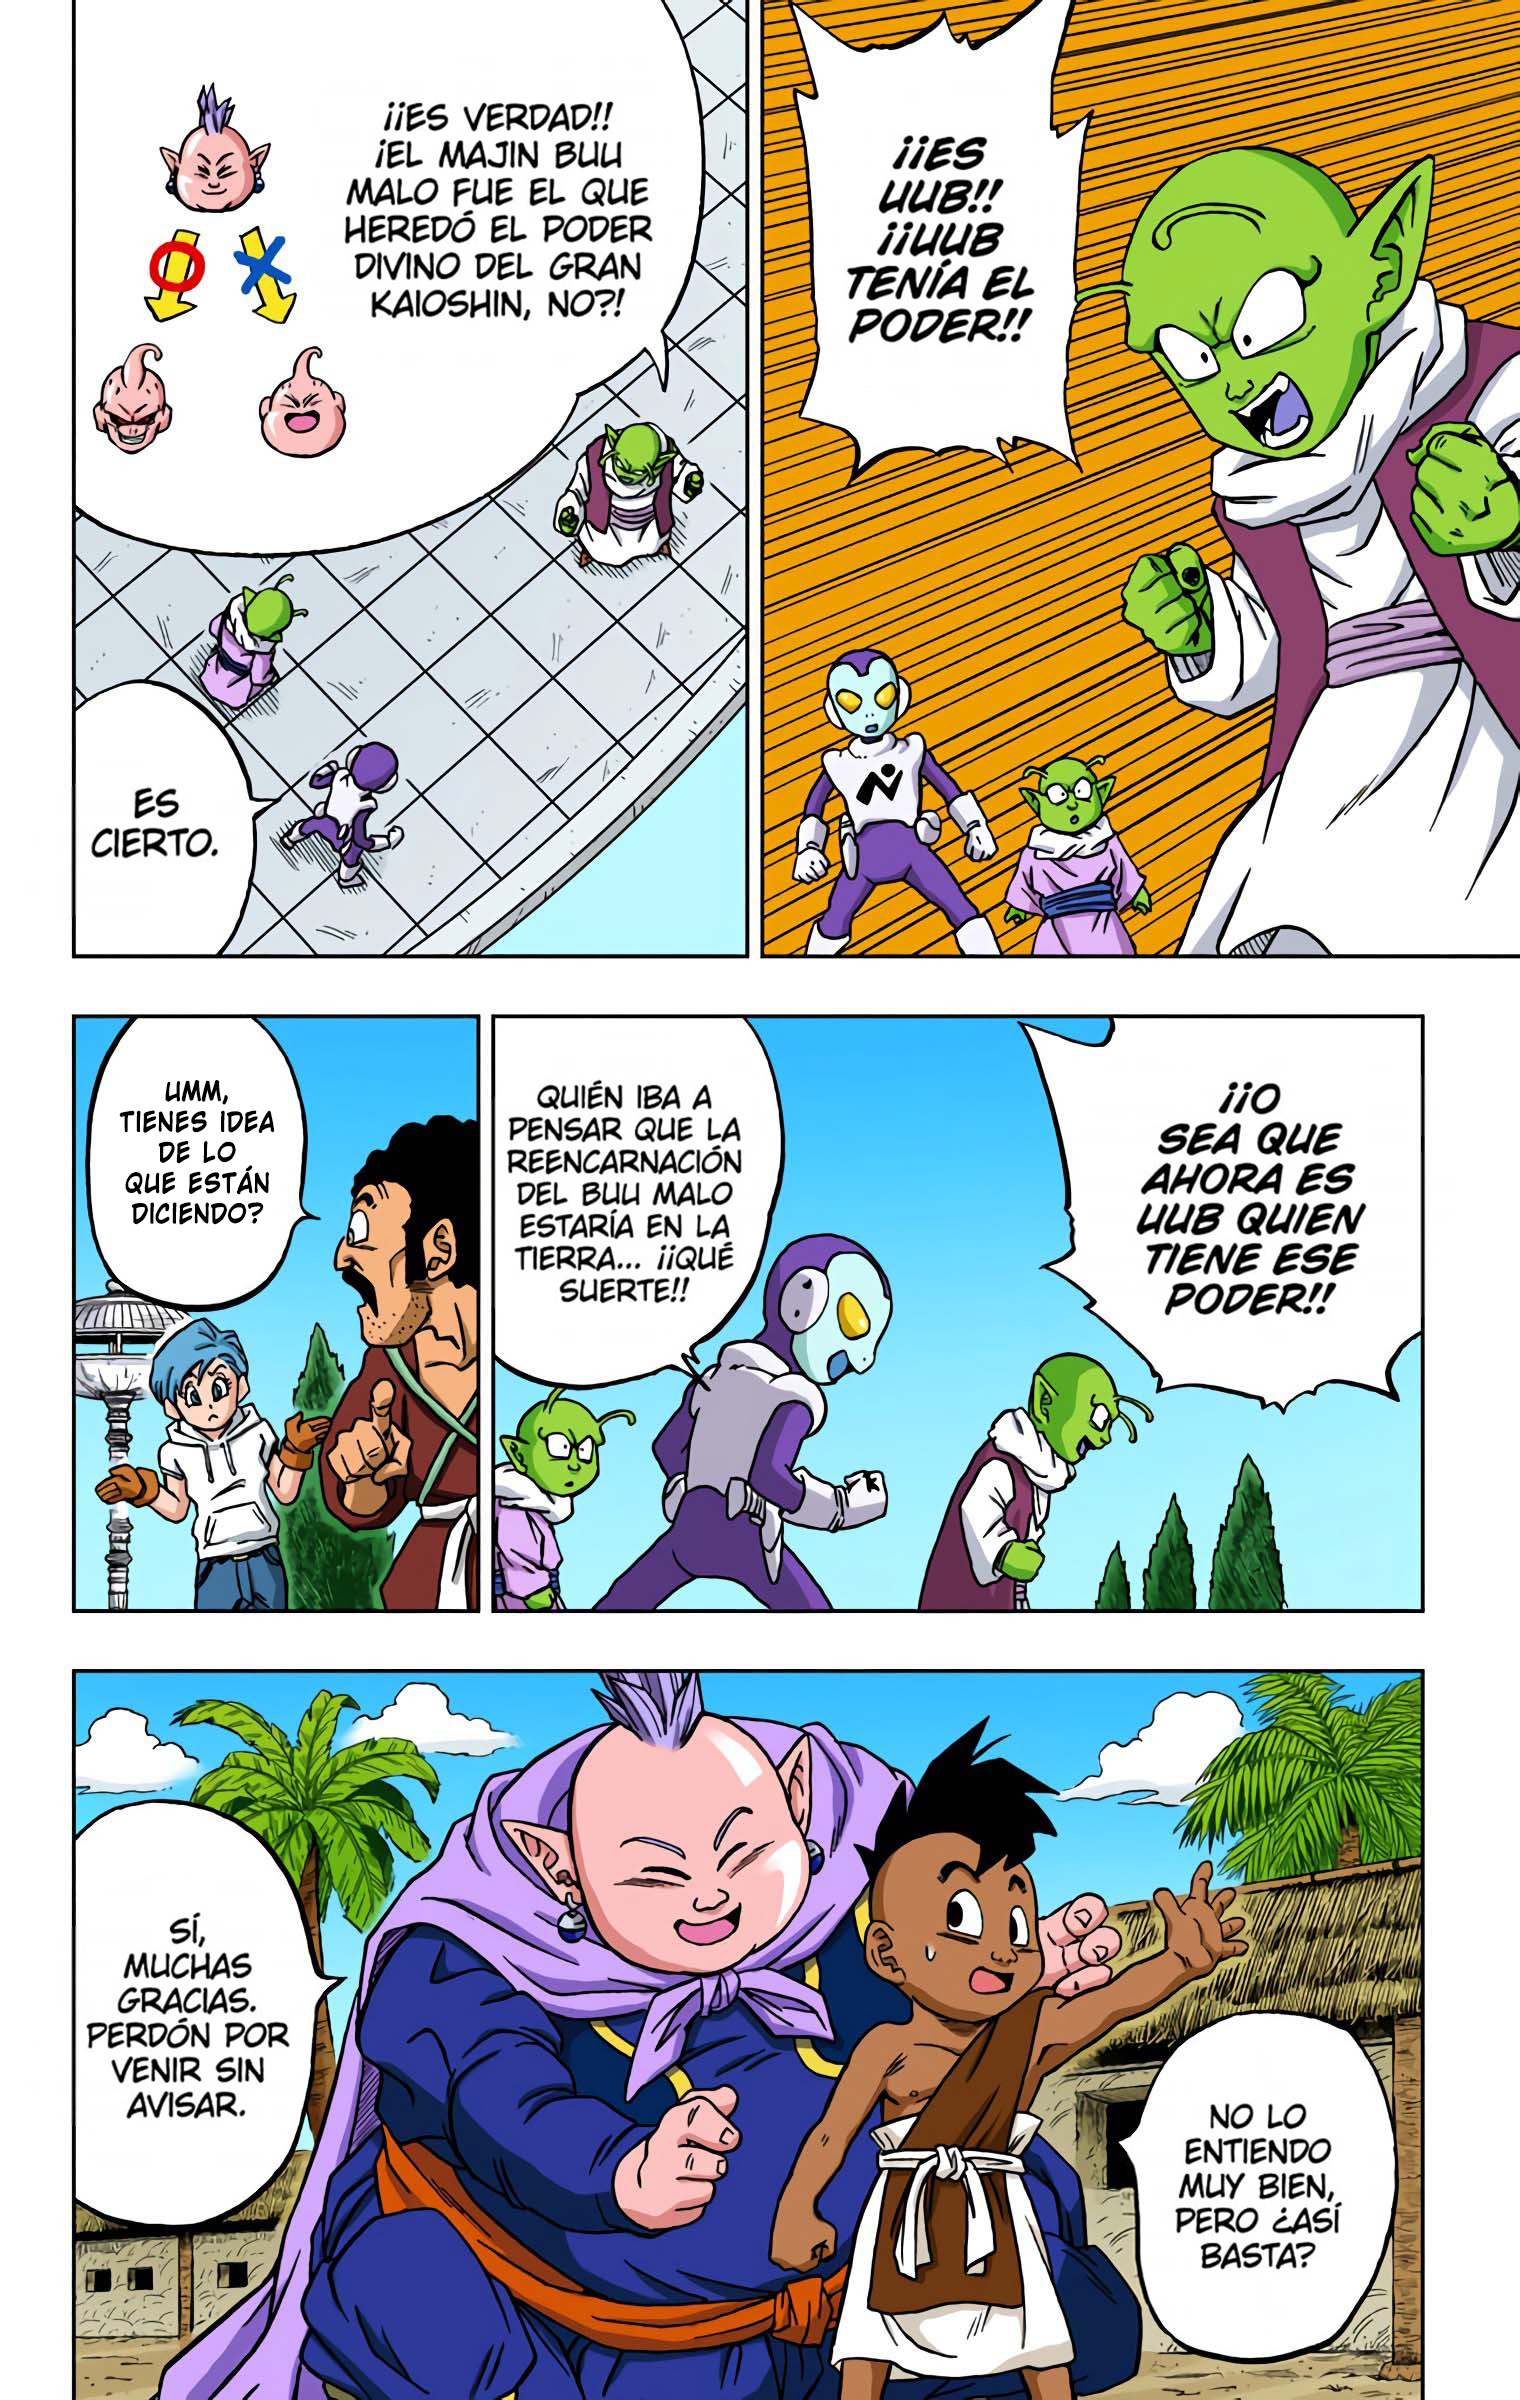 ¡¡ES
UUB!!
¡¡UUB
TENÍA EL
PODER!!
¡¡ES VERDAD!!
¡EL MAJIN BUU
MALO FUE EL QUE
HEREDÓ EL PODER
DIVINO DEL GRAN
KAIOSHIN, NO?!
ES
CIERTO.
¡¡O
SEA QUE
AHORA ES
UUB QUIEN
TIENE ESE
PODER!!
QUIÉN IBA A
PENSAR QUE LA
REENCARNACIÓN
DEL BUU MALO
ESTARÍA EN LA
TIERRA... ¡¡QUÉ
SUERTE!!
UMM,
TIENES IDEA
DE LO
QUE ESTÁN
DICIENDO?
NO LO
ENTIENDO
MUY BIEN,
PERO ¿ASÍ
BASTA?
SÍ,
MUCHAS
GRACIAS.
PERDÓN POR
VENIR SIN
AVISAR.